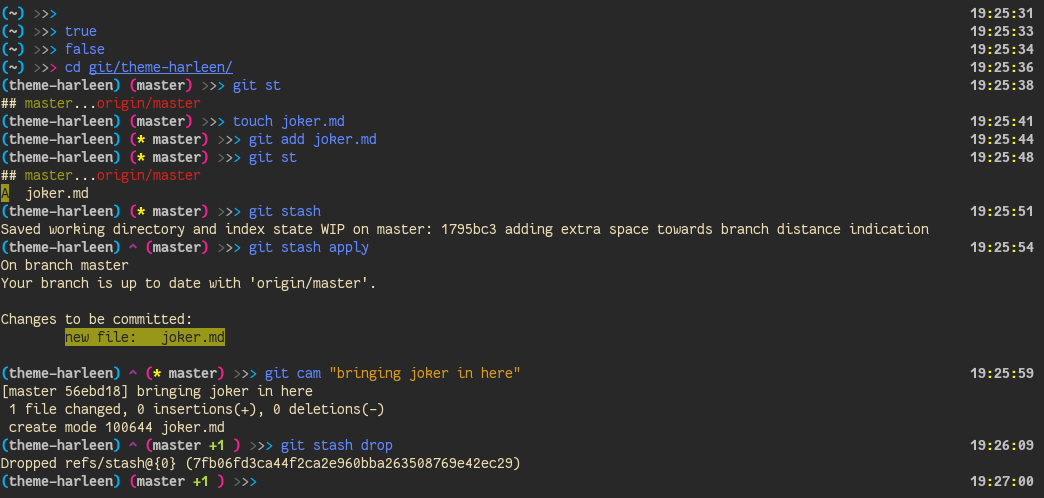 (~) >>> 19:25:31
(~) >>> true 19:25:33
(~) >>> false 19:25:34
(~) >>> cd git/theme-harleen/ 19:25:36
(theme-harleen) (master) >>> git st 19:25:38
## master...origin/master
(theme-harleen) (master) >>> touch joker.md 19:25:41
(theme-harleen) (* master) >>> git add joker.md 19:25:44
(theme-harleen) (* master) >>> git st 19:25:48
## master...origin/master
A  joker.md
(theme-harleen) (* master) >>> git stash 19:25:51
Saved working directory and index state WIP on master: 1795bc3 adding extra space towards branch distance indication
(theme-harleen) ^ (master) >>> git stash apply 19:25:54
On branch master
Your branch is up to date with 'origin/master'.
Changes to be committed:
new file:   joker.md
(theme-harleen) ^ (* master) >>> git cam "bringing joker in here" 19:25:59
[master 56ebd18] bringing joker in here
1 file changed, 0 insertions(+), 0 deletions(-)
create mode 100644 joker.md
(theme-harleen) ^ (master +1 ) >>> git stash drop 19:26:09
Dropped refs/stash@{0} (7fb06fd3ca44f2ca2e960bba263508769e42ec29)
(theme-harleen) (master +1 ) >>> 19:27:00